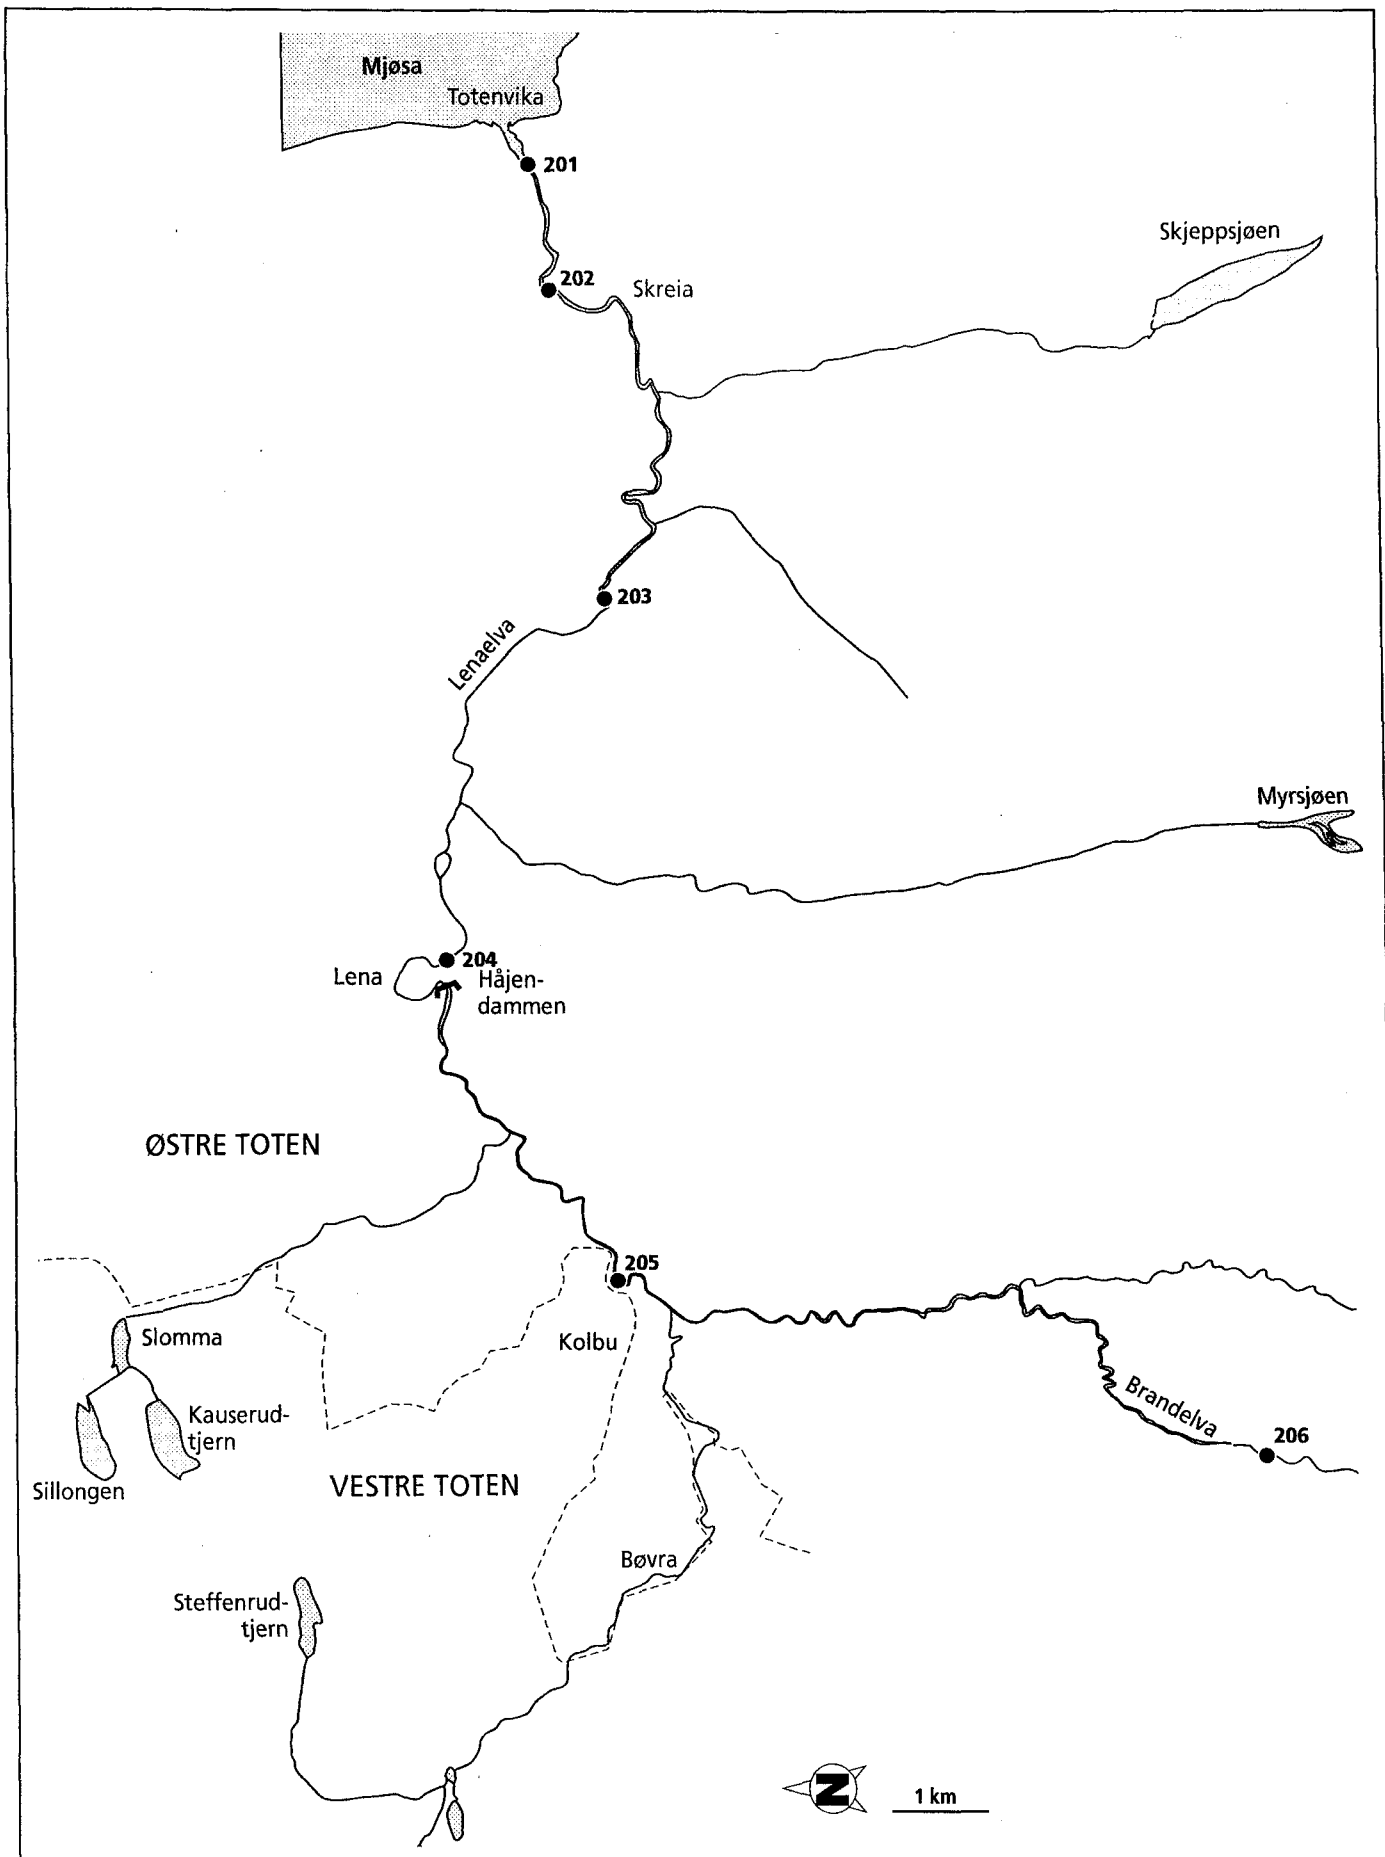 Mjøsa
Totenvika
201
Skjeppsjøen
202
Skreia
203
Lenaelva
Myrsjøen
204
Lena
Håjen-
dammen
ØSTRE TOTEN
205
Slomma
Kolbu
Brandelva
Kauserud-
tjern
206
Sillongen
VESTRE TOTEN
Bøvra
Steffenrud-
tjern
N
1 km